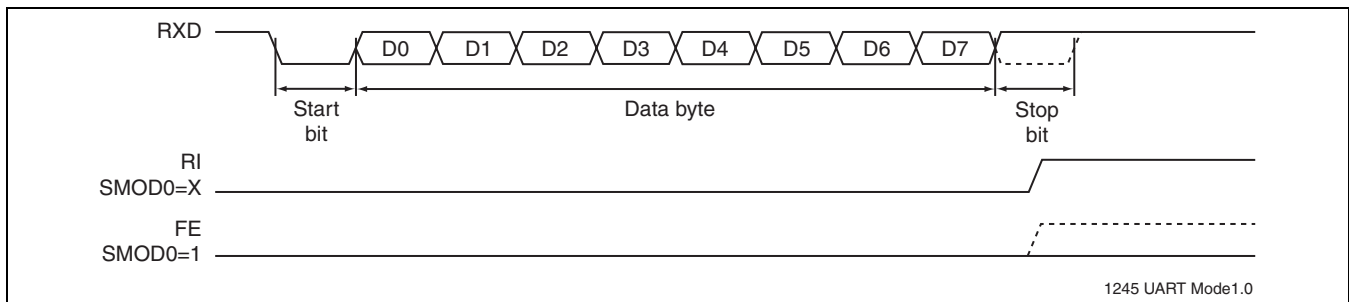 RXD
D0 D1 D2 D3 D4 D5 D6 D7
Start
bit
Data byte
Stop
bit
RI
SMOD0=X
FE
SMOD0=1
1245 UART Mode1.0